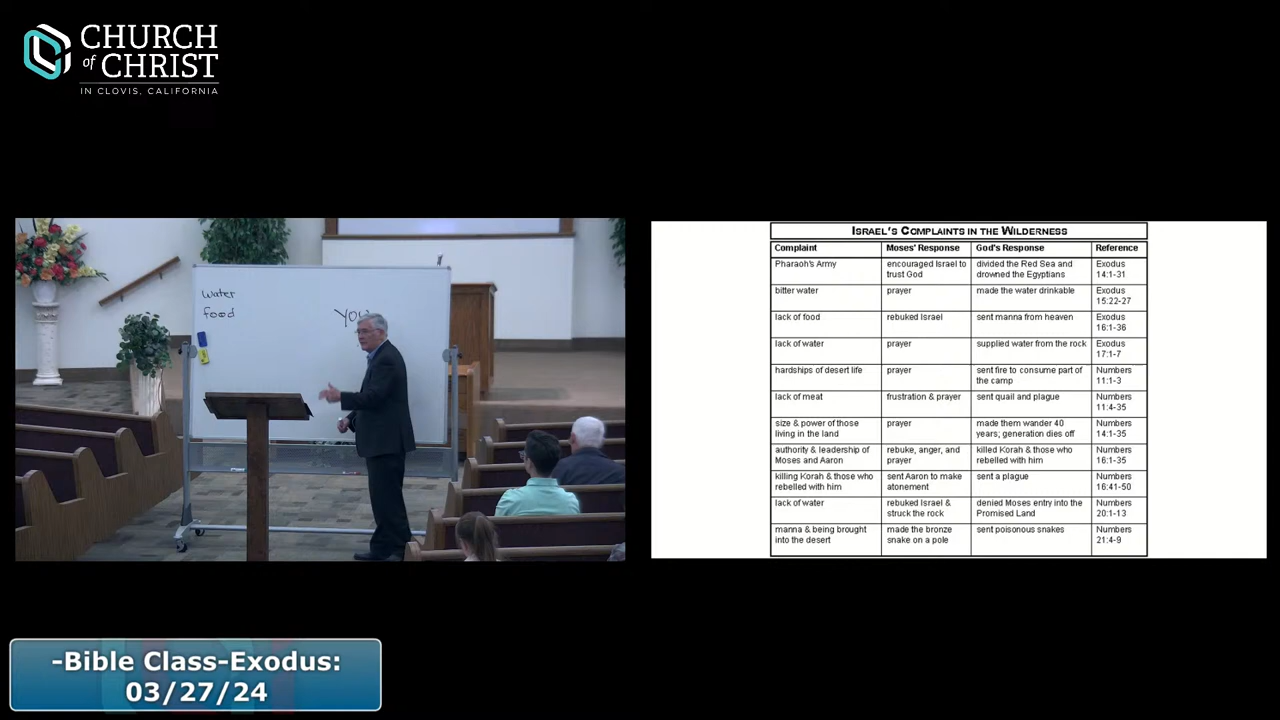 CHURCH
of CHRIST
IN CLOVIS, CALIFORNIA
water
food
YOU
ISRAEL'S COMPLAINTS IN THE WILDERNESS
Complaint Moses' Response God's Response Reference
Pharaoh's Army encouraged Israel to trust God divided the Red Sea and drowned the Egyptians Exodus 14:1-31
bitter water prayer made the water drinkable Exodus 15:22-27
lack of food rebuked Israel sent manna from heaven Exodus 16:1-36
lack of water prayer supplied water from the rock Exodus 17:1-7
hardships of desert life prayer sent fire to consume part of the camp Numbers 11:1-3
lack of meat frustration & prayer sent quail and plague Numbers 11:4-35
size & power of those living in the land prayer made them wander 40 years; generation dies off Numbers 14:1-35
authority & leadership of Moses and Aaron rebuke, anger, and prayer killed Korah & those who rebelled with him Numbers 16:1-35
killing Korah & those who rebelled with him sent Aaron to make atonement sent a plague Numbers 16:41-50
lack of water rebuked Israel & struck the rock denied Moses entry into the Promised Land Numbers 20:1-13
manna & being brought into the desert made the bronze snake on a pole sent poisonous snakes Numbers 21:4-9
-Bible Class-Exodus:
03/27/24